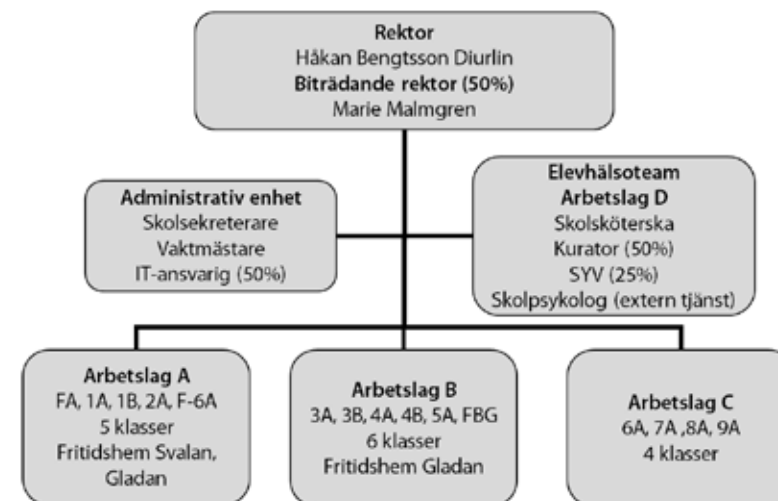 Rektor
Håkan Bengtsson Diurlin
Biträdande rektor (50%)
Marie Malmgren
Administrativ enhet
Skolsekreterare
Vaktmästare
IT-ansvarig (50%)
Elevhälsoteam
Arbetslag D
Skolsköterska
Kurator (50%)
SYV (25%)
Skolpsykolog (extern tjänst)
Arbetslag A
FA, 1A, 1B, 2A, F-6A
5 klasser
Fritidshem Svalan,
Gladan
Arbetslag B
3A, 3B, 4A, 4B, 5A, FBG
6 klasser
Fritidshem Gladan
Arbetslag C
6A, 7A ,8A, 9A
4 klasser